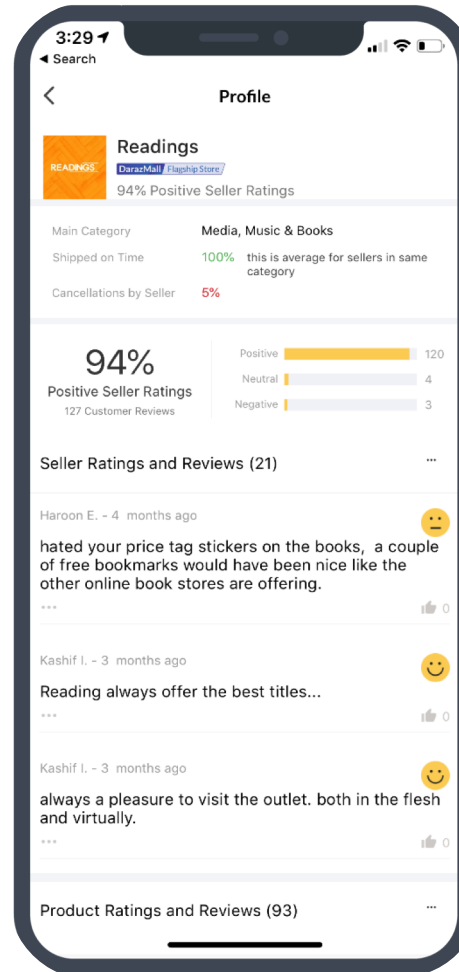 3:29
Search
Profile
READINGS
Readings
DarazMall Flagship Store
94% Positive Seller Ratings
Main Category Media, Music & Books
Shipped on Time 100% this is average for sellers in same
category
Cancellations by Seller 5%
94%
Positive Seller Ratings
127 Customer Reviews
Positive 120
Neutral 4
Negative 3
Seller Ratings and Reviews (21) ...
Haroon E. - 4 months ago
hated your price tag stickers on the books, a couple
of free bookmarks would have been nice like the
other online book stores are offering.
... 0
Kashif I. - 3 months ago
Reading always offer the best titles...
... 0
Kashif I. - 3 months ago
always a pleasure to visit the outlet. both in the flesh
and virtually.
... 0
Product Ratings and Reviews (93) ...